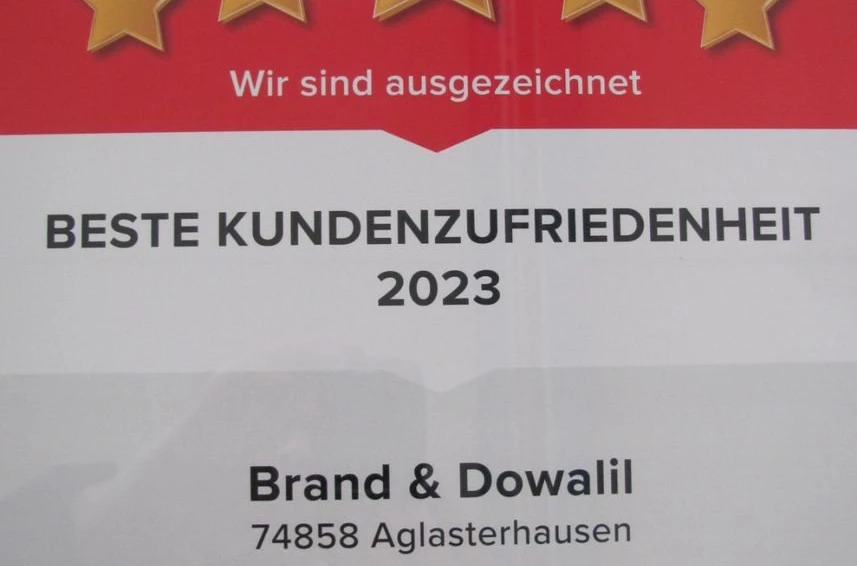 Wir sind ausgezeichnet
BESTE KUNDENZUFRIEDENHEIT
2023
Brand & Dowalil
74858 Aglasterhausen